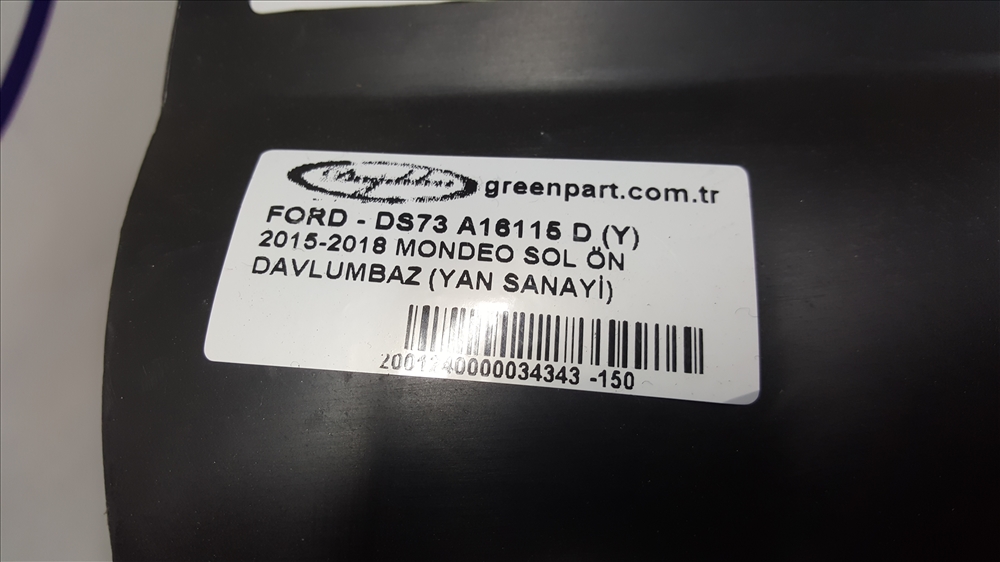 greenpart.com.tr
FORD - DS73 A16115 D (Y)
2015-2018 MONDEO SOL ÖN
DAVLUMBAZ (YAN SANAYİ)
-150